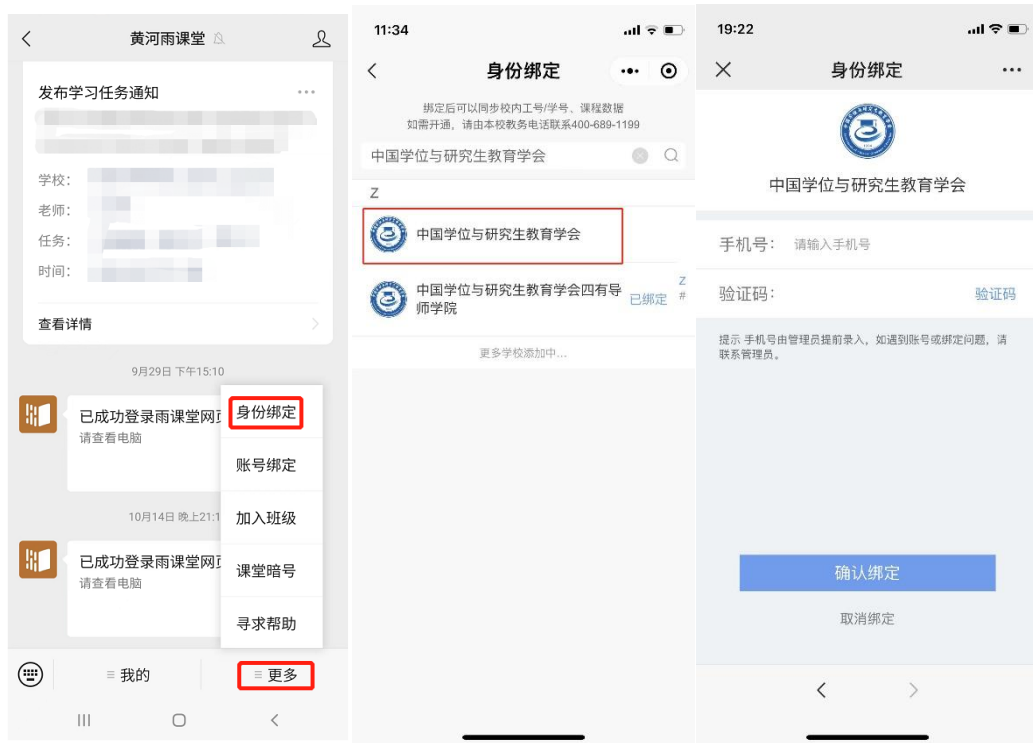 黄河雨课堂
发布学习任务通知
学校:
老师:
任务:
时间:
查看详情
9月29日 下午15:10
已成功登录雨课堂网页
请查看电脑
10月14日 晚上21:1
已成功登录雨课堂网页
请查看电脑
身份绑定
账号绑定
加入班级
课堂暗号
寻求帮助
我的
更多
11:34
身份绑定
绑定后可以同步校内工号/学号、课程数据
如需开通，请由本校教务电话联系400-689-1199
中国学位与研究生教育学会
Z
中国学位与研究生教育学会
中国学位与研究生教育学会四有导
师学院
已绑定
Z
#
更多学校添加中...
19:22
身份绑定
中国学位与研究生教育学会
手机号:
请输入手机号
验证码:
验证码
提示 手机号由管理员提前录入，如遇到账号或绑定问题，请
联系管理员。
确认绑定
取消绑定